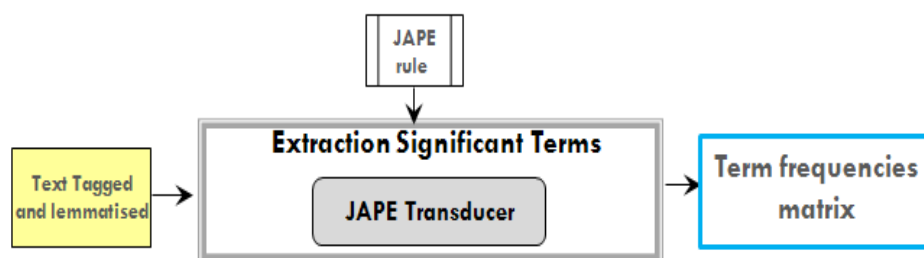 JAPE
rule
Extraction Significant Terms
Text Tagged
and lemmatised
JAPE Transducer
Term frequencies
matrix